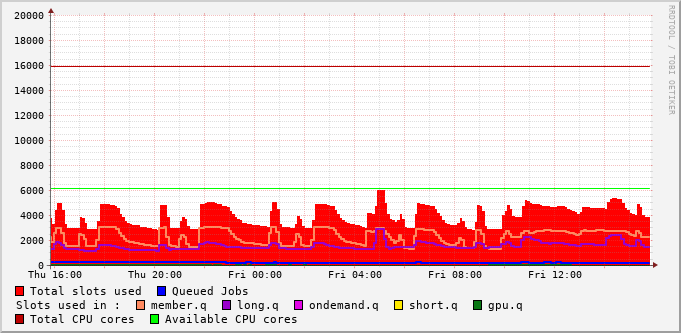 20000
18000
16000
14000
12000
10000
8000
6000
4000
2000
0
Thu 16:00 Thu 20:00 Fri 00:00 Fri 04:00 Fri 08:00 Fri 12:00
RRDTOOL / TOBI OETIKER
Total slots used Queued Jobs
Slots used in : member.q long.q ondemand.q short.q gpu.q
Total CPU cores Available CPU cores